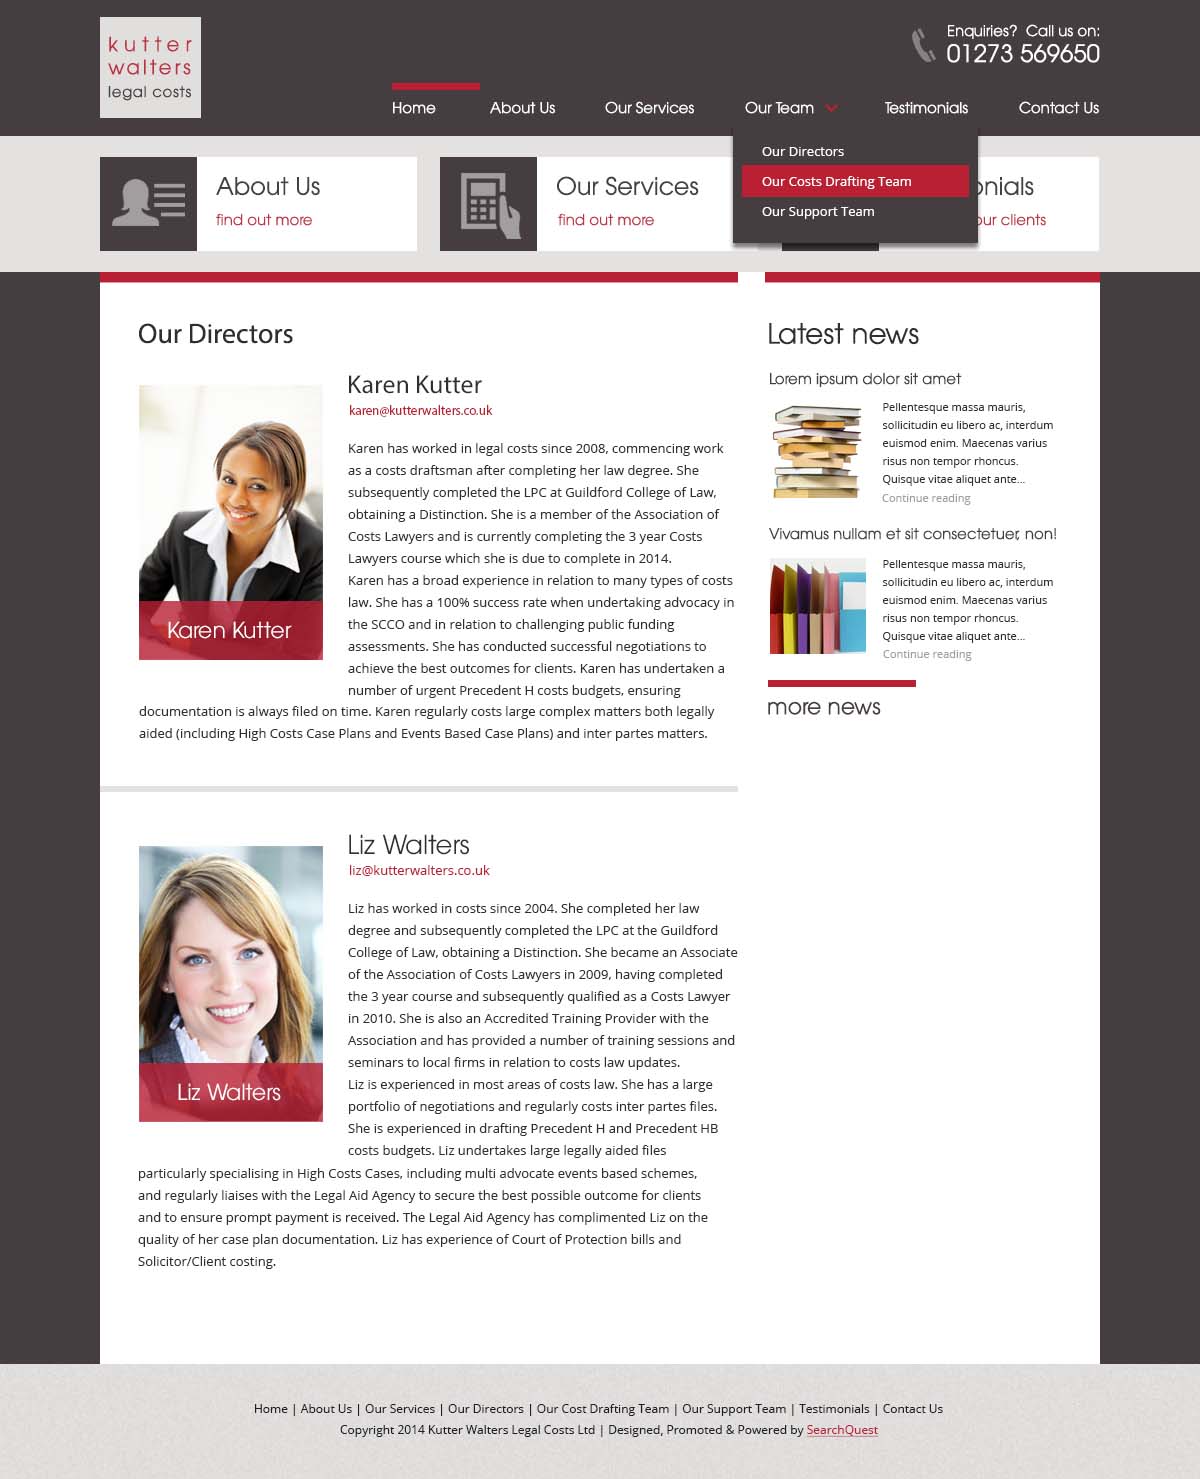 kutter
walters
legal costs
Enquiries? Call us on:
01273 569650
Home About Us Our Services Our Team Testimonials Contact Us
Our Directors
Our Costs Drafting Team
Our Support Team
About Us
find out more
Our Services
find out more
onials
our clients
Our Directors
Karen Kutter
karen@kutterwalters.co.uk
Karen has worked in legal costs since 2008, commencing work
as a costs draftsman after completing her law degree. She
subsequently completed the LPC at Guildford College of Law,
obtaining a Distinction. She is a member of the Association of
Costs Lawyers and is currently completing the 3 year Costs
Lawyers course which she is due to complete in 2014.
Karen has a broad experience in relation to many types of costs
law. She has a 100% success rate when undertaking advocacy in
the SCCO and in relation to challenging public funding
assessments. She has conducted successful negotiations to
achieve the best outcomes for clients. Karen has undertaken a
number of urgent Precedent H costs budgets, ensuring
documentation is always filed on time. Karen regularly costs large complex matters both legally
aided (including High Costs Case Plans and Events Based Case Plans) and inter partes matters.
Karen Kutter
Liz Walters
liz@kutterwalters.co.uk
Liz has worked in costs since 2004. She completed her law
degree and subsequently completed the LPC at the Guildford
College of Law, obtaining a Distinction. She became an Associate
of the Association of Costs Lawyers in 2009, having completed
the 3 year course and subsequently qualified as a Costs Lawyer
in 2010. She is also an Accredited Training Provider with the
Association and has provided a number of training sessions and
seminars to local firms in relation to costs law updates.
Liz is experienced in most areas of costs law. She has a large
portfolio of negotiations and regularly costs inter partes files.
She is experienced in drafting Precedent H and Precedent HB
costs budgets. Liz undertakes large legally aided files
particularly specialising in High Costs Cases, including multi advocate events based schemes,
and regularly liaises with the Legal Aid Agency to secure the best possible outcome for clients
and to ensure prompt payment is received. The Legal Aid Agency has complimented Liz on the
quality of her case plan documentation. Liz has experience of Court of Protection bills and
Solicitor/Client costing.
Liz Walters
Latest news
Lorem ipsum dolor sit amet
Pellentesque massa mauris,
sollicitudin eu libero ac, interdum
euismod enim. Maecenas varius
risus non tempor rhoncus.
Quisque vitae aliquet ante...
Continue reading
Vivamus nullam et sit consectetuer, non!
Pellentesque massa mauris,
sollicitudin eu libero ac, interdum
euismod enim. Maecenas varius
risus non tempor rhoncus.
Quisque vitae aliquet ante...
Continue reading
more news
Home | About Us | Our Services | Our Directors | Our Cost Drafting Team | Our Support Team | Testimonials | Contact Us
Copyright 2014 Kutter Walters Legal Costs Ltd | Designed, Promoted & Powered by SearchQuest